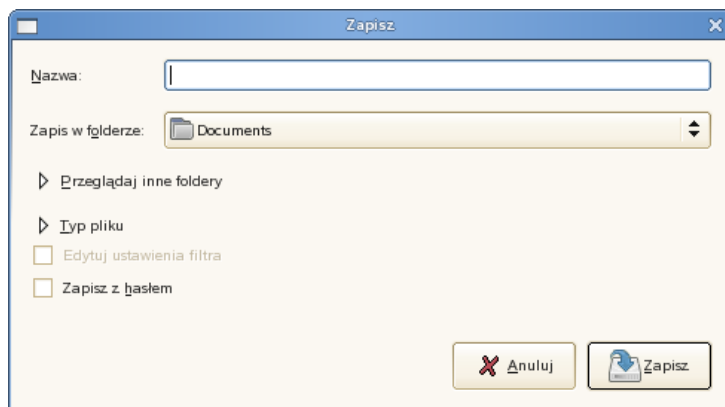 Zapisz
Nazwa:
Zapis w folderze: Documents
Przeglądaj inne foldery
Typ pliku
Edytuj ustawienia filtra
Zapisz z hasłem
Anuluj Zapisz